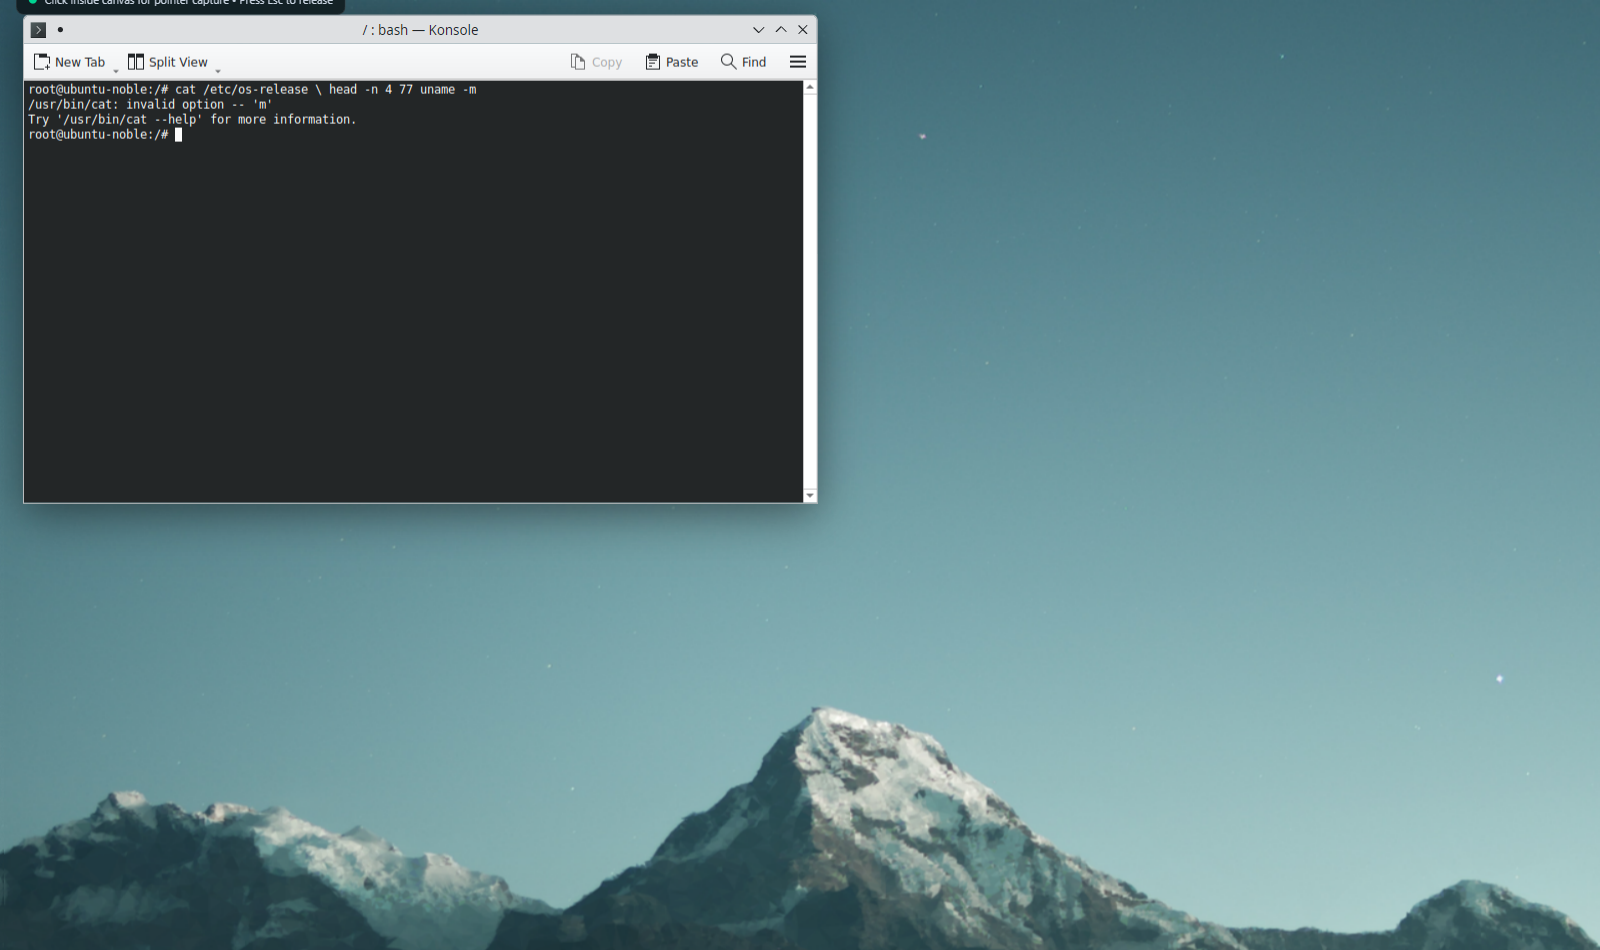 Click inside canvas for pointer capture • Press Esc to release
/ : bash — Konsole
New Tab
Split View
Copy
Paste
Find
root@ubuntu-noble:/# cat /etc/os-release \ head -n 4 77 uname -m
/usr/bin/cat: invalid option -- 'm'
Try '/usr/bin/cat --help' for more information.
root@ubuntu-noble:/#